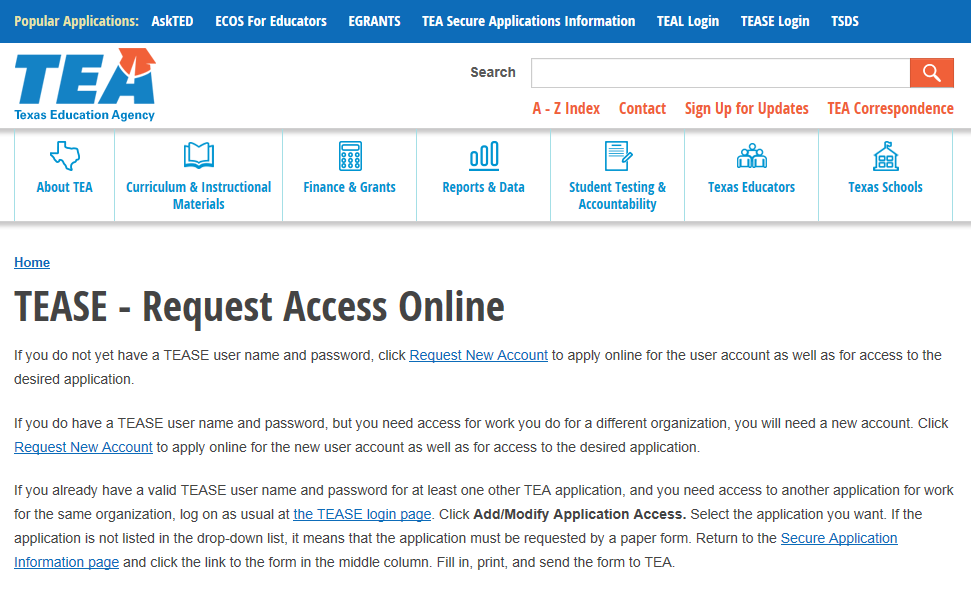 Popular Applications: AskTED ECOS For Educators EGRANTS TEA Secure Applications Information TEAL Login TEASE Login TSDS
TEA
Texas Education Agency
Search
A - Z Index Contact Sign Up for Updates TEA Correspondence
About TEA
Curriculum & Instructional
Materials
Finance & Grants
Reports & Data
Student Testing &
Accountability
Texas Educators
Texas Schools
Home
TEASE - Request Access Online
If you do not yet have a TEASE user name and password, click Request New Account to apply online for the user account as well as for access to the
desired application.
If you do have a TEASE user name and password, but you need access for work you do for a different organization, you will need a new account. Click
Request New Account to apply online for the new user account as well as for access to the desired application.
If you already have a valid TEASE user name and password for at least one other TEA application, and you need access to another application for work
for the same organization, log on as usual at the TEASE login page. Click Add/Modify Application Access. Select the application you want. If the
application is not listed in the drop-down list, it means that the application must be requested by a paper form. Return to the Secure Application
Information page and click the link to the form in the middle column. Fill in, print, and send the form to TEA.